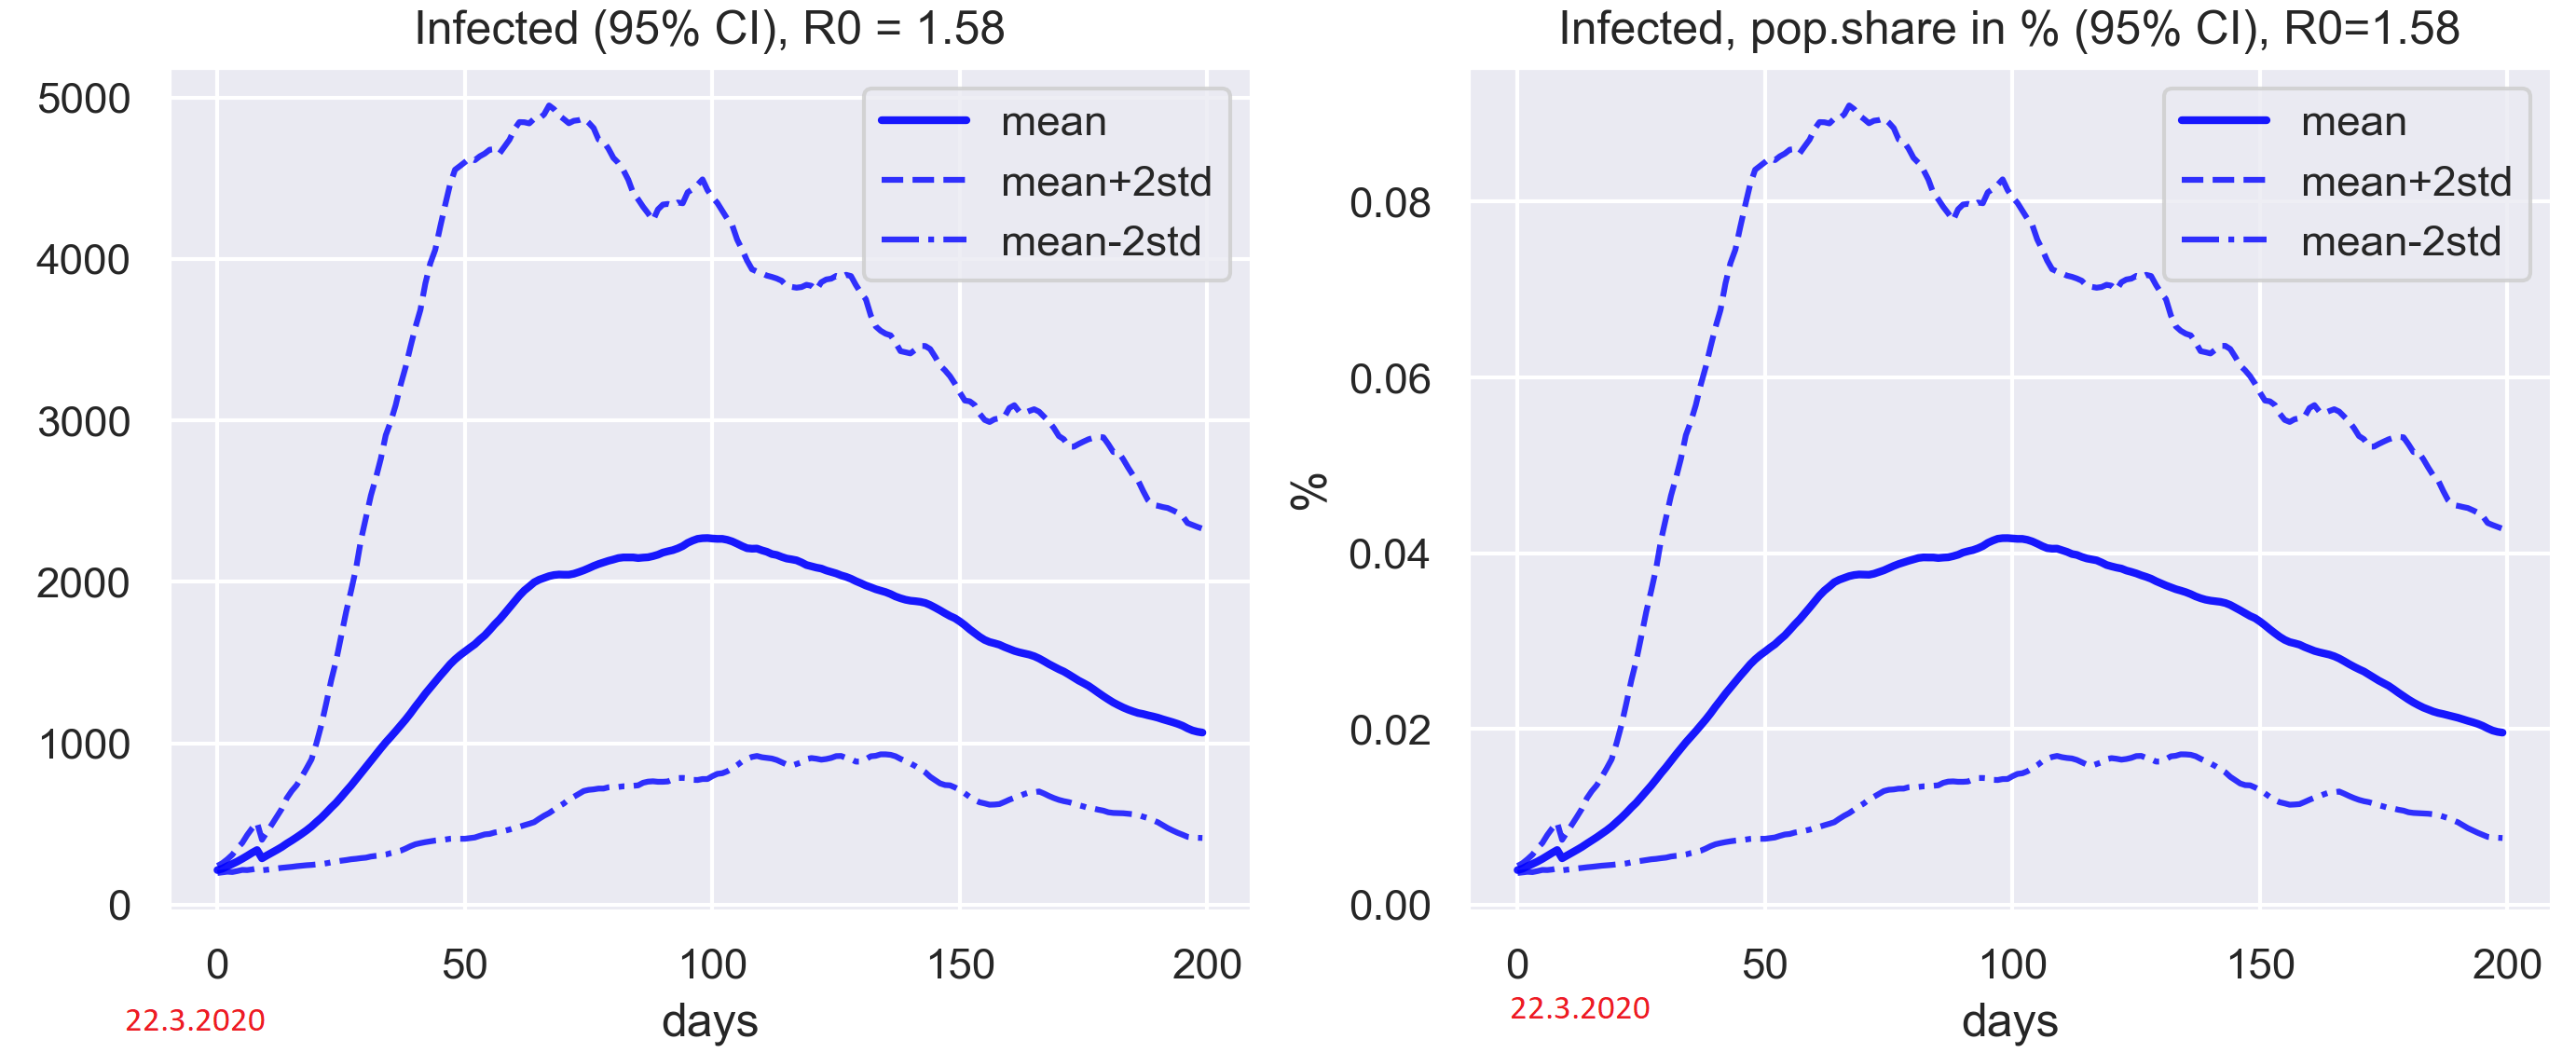 Infected (95% CI), R0 = 1.58
5000
4000
3000
2000
1000
0
0 50 100 150 200
days
22.3.2020
mean
mean+2std
mean-2std
Infected, pop.share in % (95% CI), R0=1.58
%
0.08
0.06
0.04
0.02
0.00
0 50 100 150 200
days
22.3.2020
mean
mean+2std
mean-2std